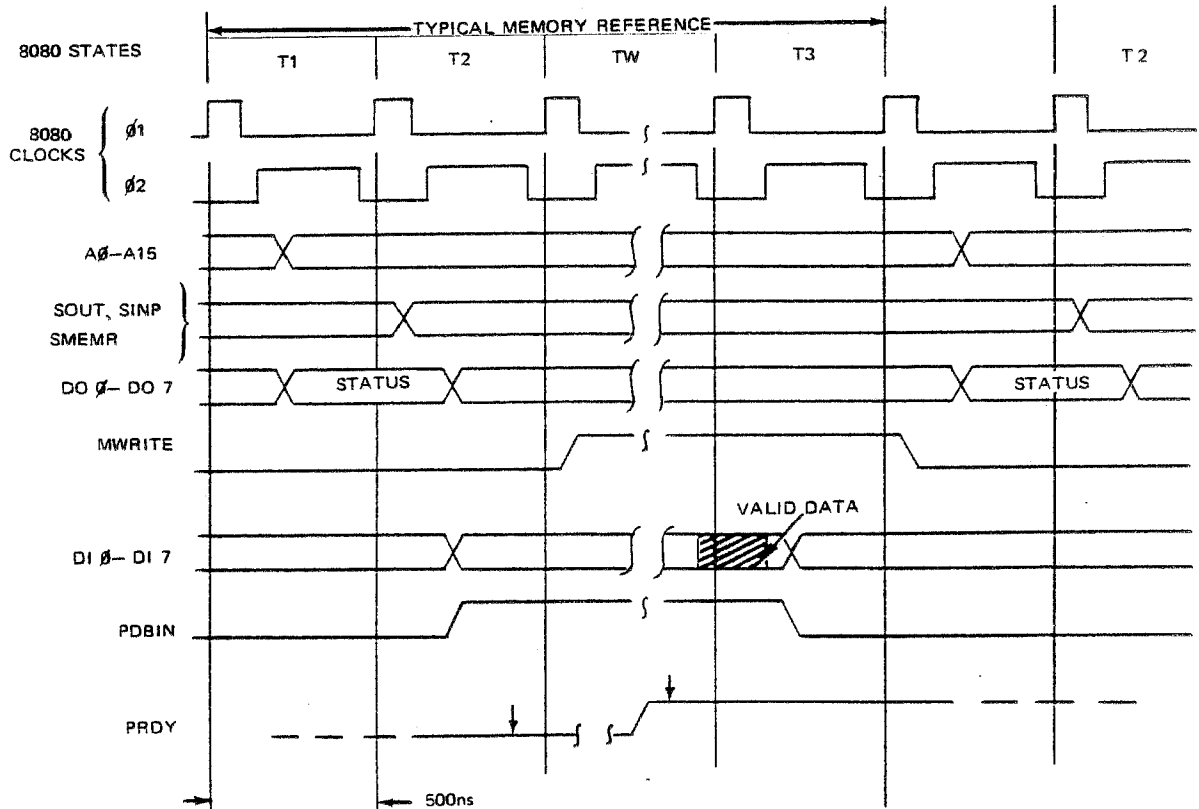 TYPICAL MEMORY REFERENCE
8080 STATES
T1 T2 TW T3 T2
8080 CLOCKS
Ø1
Ø2
AØ–A15
SOUT, SINP
SMEMR
DO Ø– DO 7
STATUS STATUS
MWRITE
VALID DATA
DI Ø– DI 7
PDBIN
PRDY
500ns